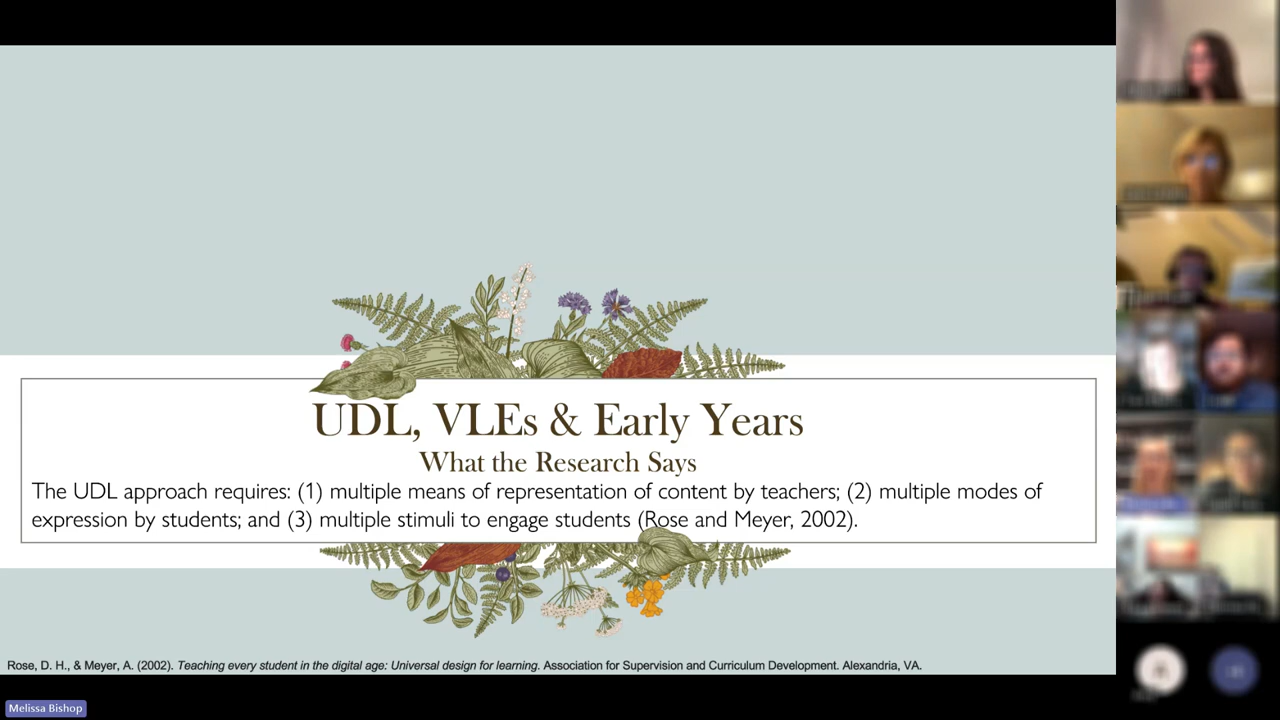 UDL, VLEs & Early Years
What the Research Says
The UDL approach requires: (1) multiple means of representation of content by teachers; (2) multiple modes of
expression by students; and (3) multiple stimuli to engage students (Rose and Meyer, 2002).
Rose, D. H., & Meyer, A. (2002). Teaching every student in the digital age: Universal design for learning. Association for Supervision and Curriculum Development. Alexandria, VA.
Melissa Bishop